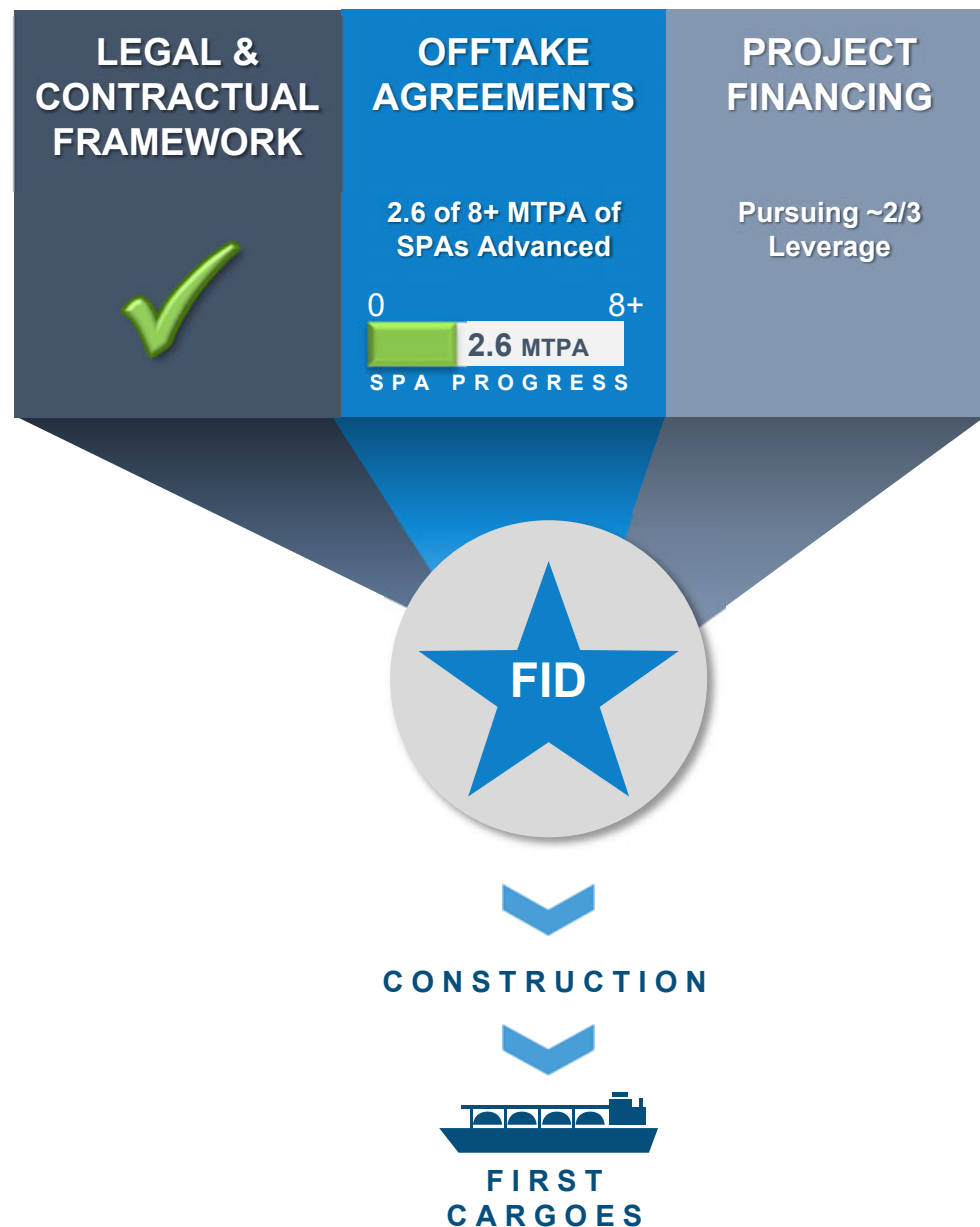 LEGAL &
CONTRACTUAL
FRAMEWORK
OFFTAKE
AGREEMENTS
2.6 of 8+ MTPA of
SPAs Advanced
0 8+
2.6 MTPA
SPA PROGRESS
PROJECT
FINANCING
Pursuing ~2/3
Leverage
FID
CONSTRUCTION
FIRST
CARGOES